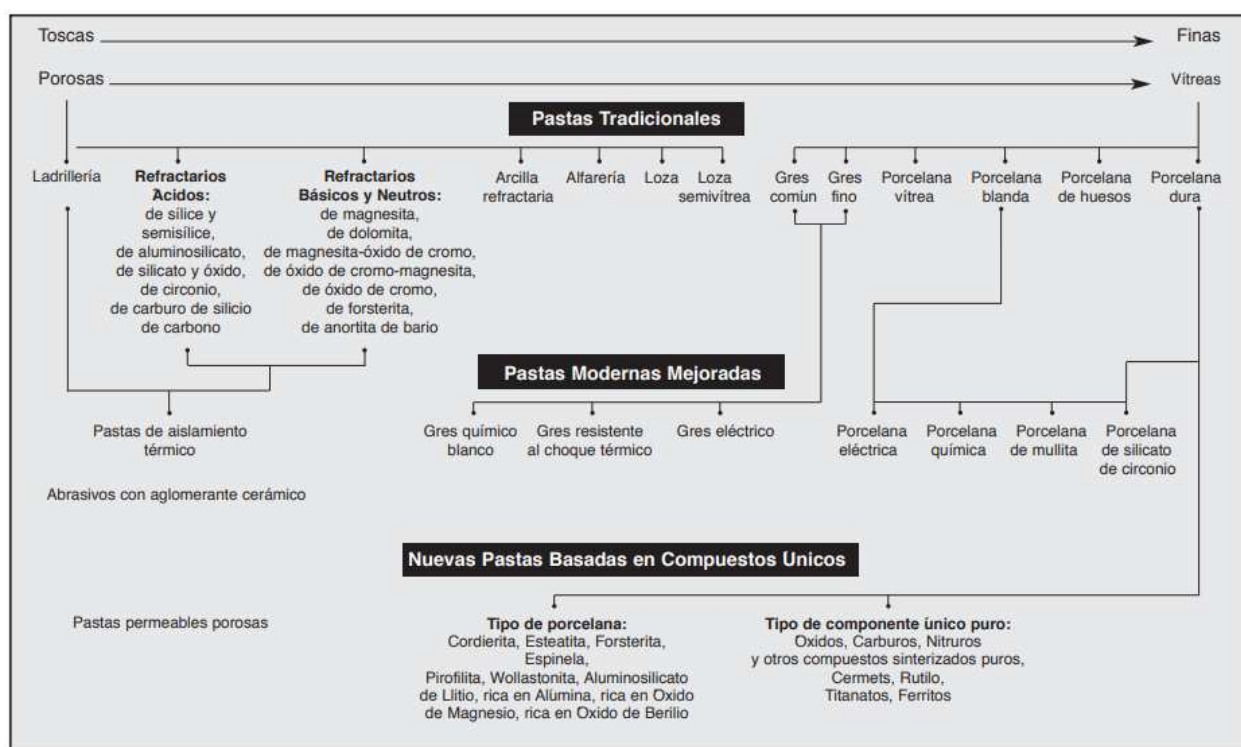 Toscas
Finas
Porosas
Vítreas
Pastas Tradicionales
Ladrillería
Refractarios
Ácidos:
de sílice y
semisílice,
de aluminosilicato,
de silicato y óxido,
de circonio,
de carburo de silicio
de carbono
Refractarios
Básicos y Neutros:
de magnesita,
de dolomita,
de magnesita-óxido de cromo,
de óxido de cromo-magnesita,
de óxido de cromo,
de forsterita,
de anortita de bario
Arcilla
refractaria
Alfarería
Loza
Loza
semivítrea
Gres
común
Gres
fino
Porcelana
vítrea
Porcelana
blanda
Porcelana
de huesos
Porcelana
dura
Pastas Modernas Mejoradas
Pastas de aislamiento
térmico
Gres químico
blanco
Gres resistente
al choque térmico
Gres eléctrico
Porcelana
eléctrica
Porcelana
química
Porcelana
de mullita
Porcelana
de silicato
de circonio
Abrasivos con aglomerante cerámico
Nuevas Pastas Basadas en Compuestos Únicos
Pastas permeables porosas
Tipo de porcelana:
Cordierita, Esteatita, Forsterita,
Espinela,
Pirofilita, Wollastonita, Aluminosilicato
de Llitio, rica en Alúmina, rica en Óxido
de Magnesio, rica en Óxido de Berilio
Tipo de componente único puro:
Óxidos, Carburos, Nitruros
y otros compuestos sinterizados puros,
Cermets, Rutilo,
Titanatos, Ferritos